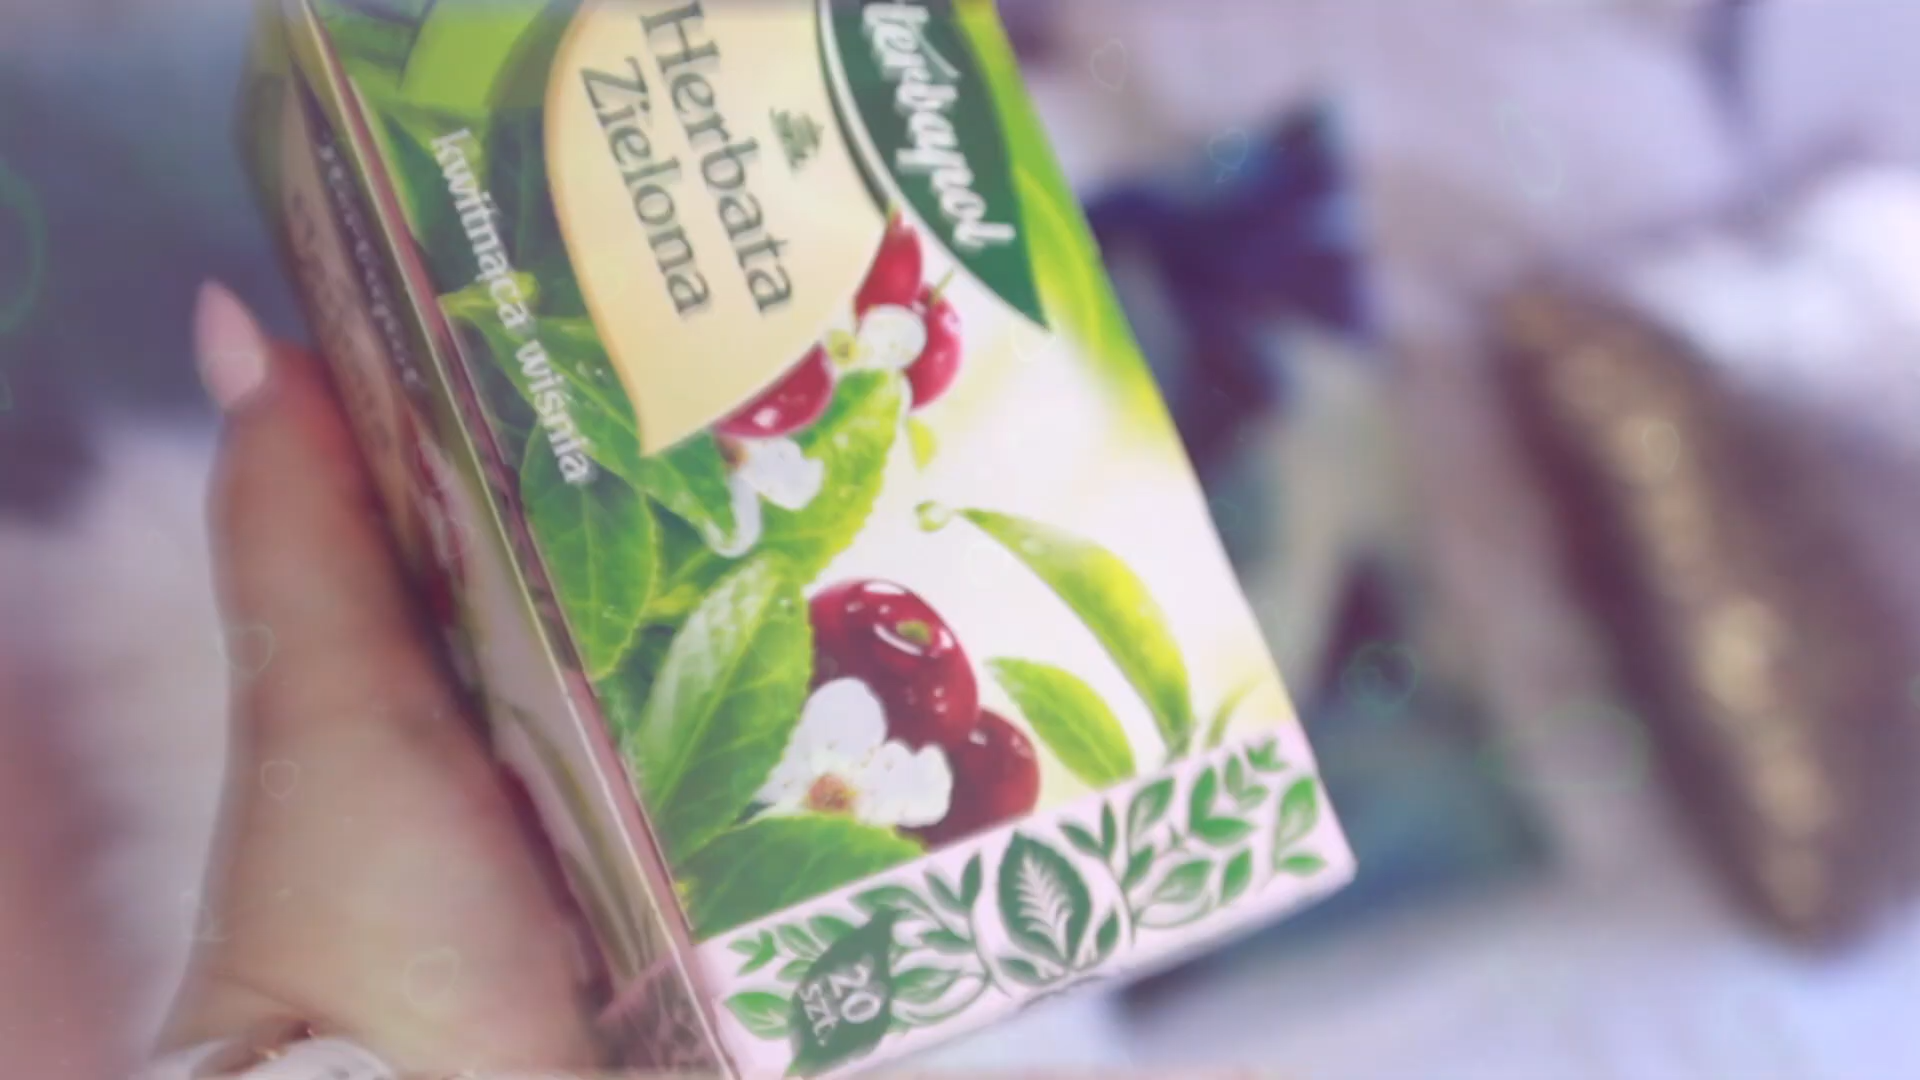 Herbapol
Herbata
Zielona
kwitnąca wiśnia
20
szt.